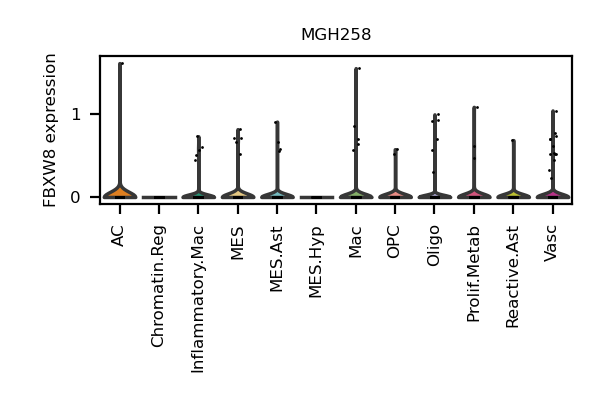 MGH258
FBXW8 expression
1
0
AC
Chromatin.Reg
Inflammatory.Mac
MES
MES.Ast
MES.Hyp
Mac
OPC
Oligo
Prolif.Metab
Reactive.Ast
Vasc